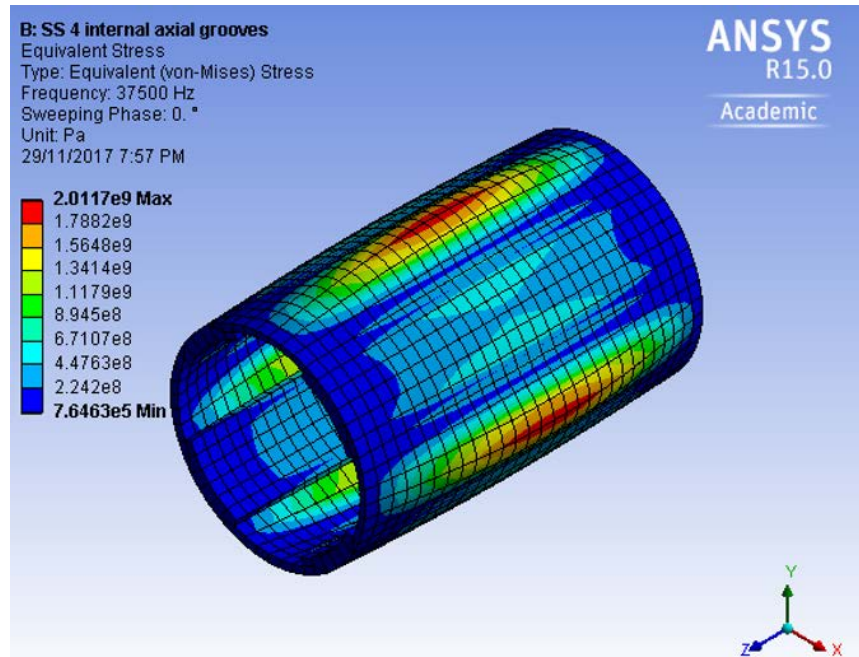 B: SS 4 internal axial grooves
Equivalent Stress
Type: Equivalent (von-Mises) Stress
Frequency: 37500 Hz
Sweeping Phase: 0. °
Unit: Pa
29/11/2017 7:57 PM
ANSYS
R15.0
Academic
2.0117e9 Max
1.7882e9
1.5648e9
1.3414e9
1.1179e9
8.945e8
6.7107e8
4.4763e8
2.242e8
7.6463e5 Min
Y
Z
X